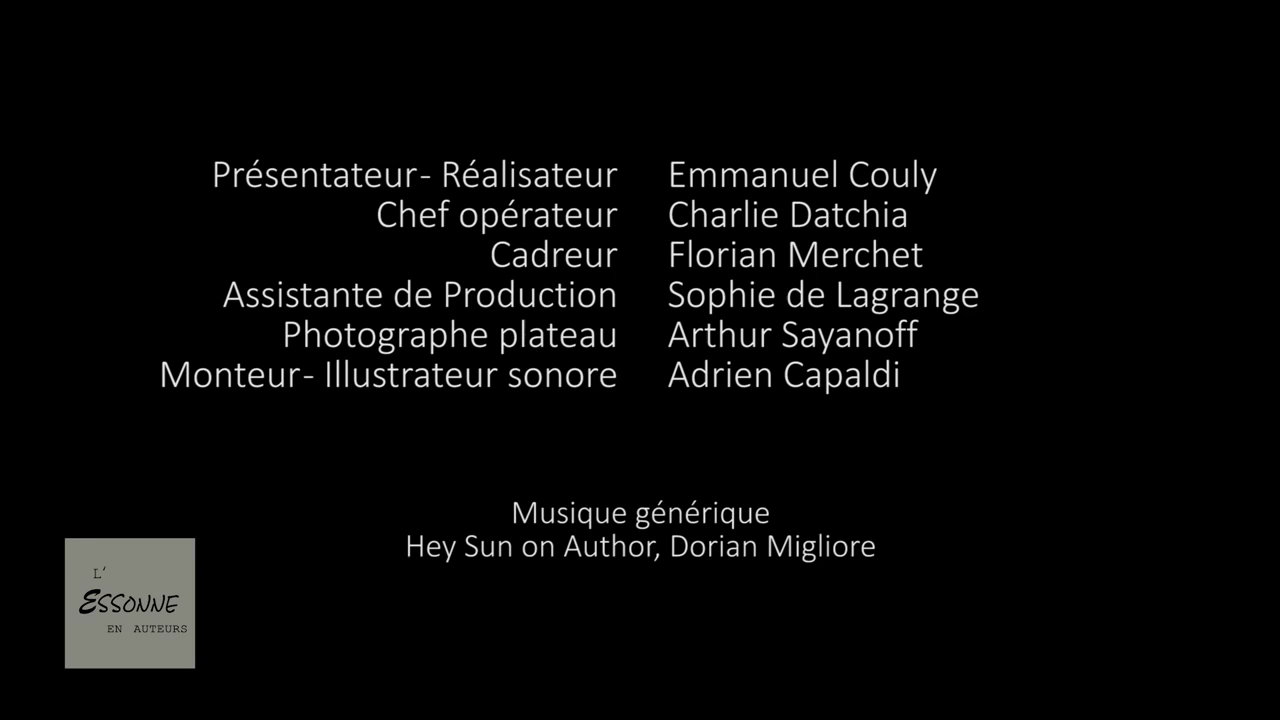 Présentateur- Réalisateur Emmanuel Couly
Chef opérateur Charlie Datchia
Cadreur Florian Merchet
Assistante de Production Sophie de Lagrange
Photographe plateau Arthur Sayanoff
Monteur- Illustrateur sonore Adrien Capaldi
Musique générique
Hey Sun on Author, Dorian Migliore
L'
ESSONNE
EN AUTEURS